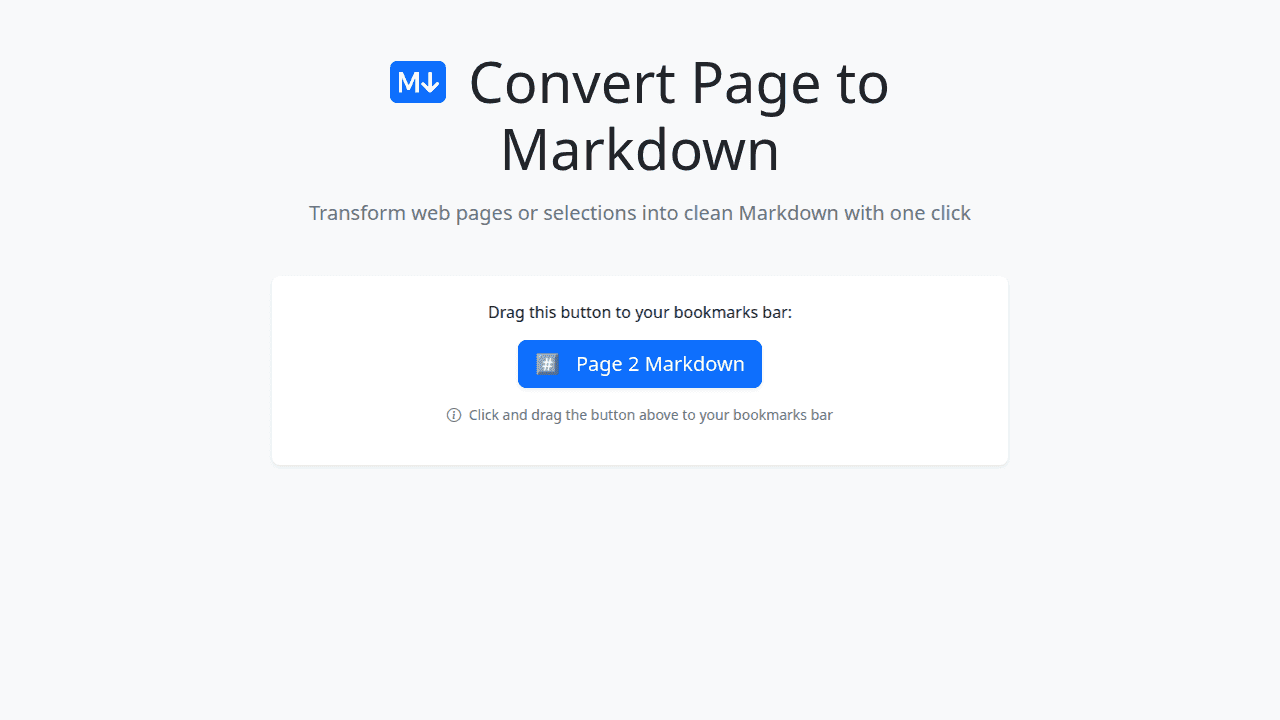 M↓ Convert Page to
Markdown
Transform web pages or selections into clean Markdown with one click
Drag this button to your bookmarks bar:
#️⃣ Page 2 Markdown
Click and drag the button above to your bookmarks bar